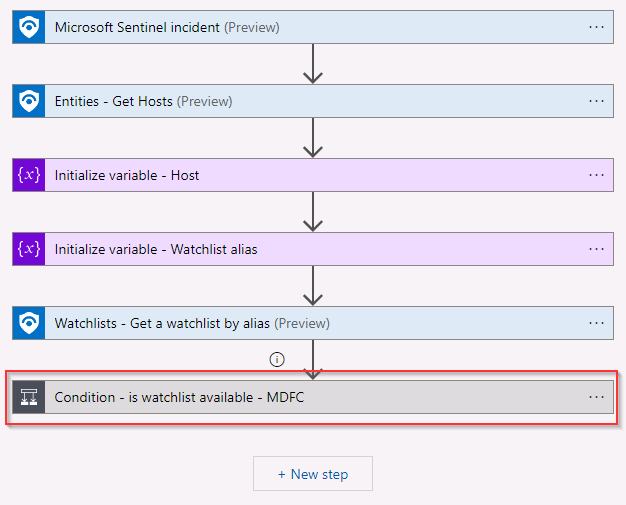 Microsoft Sentinel incident (Preview)
Entities - Get Hosts (Preview)
{x} Initialize variable - Host
{x} Initialize variable - Watchlist alias
Watchlists - Get a watchlist by alias (Preview)
Condition - is watchlist available - MDFC
+ New step